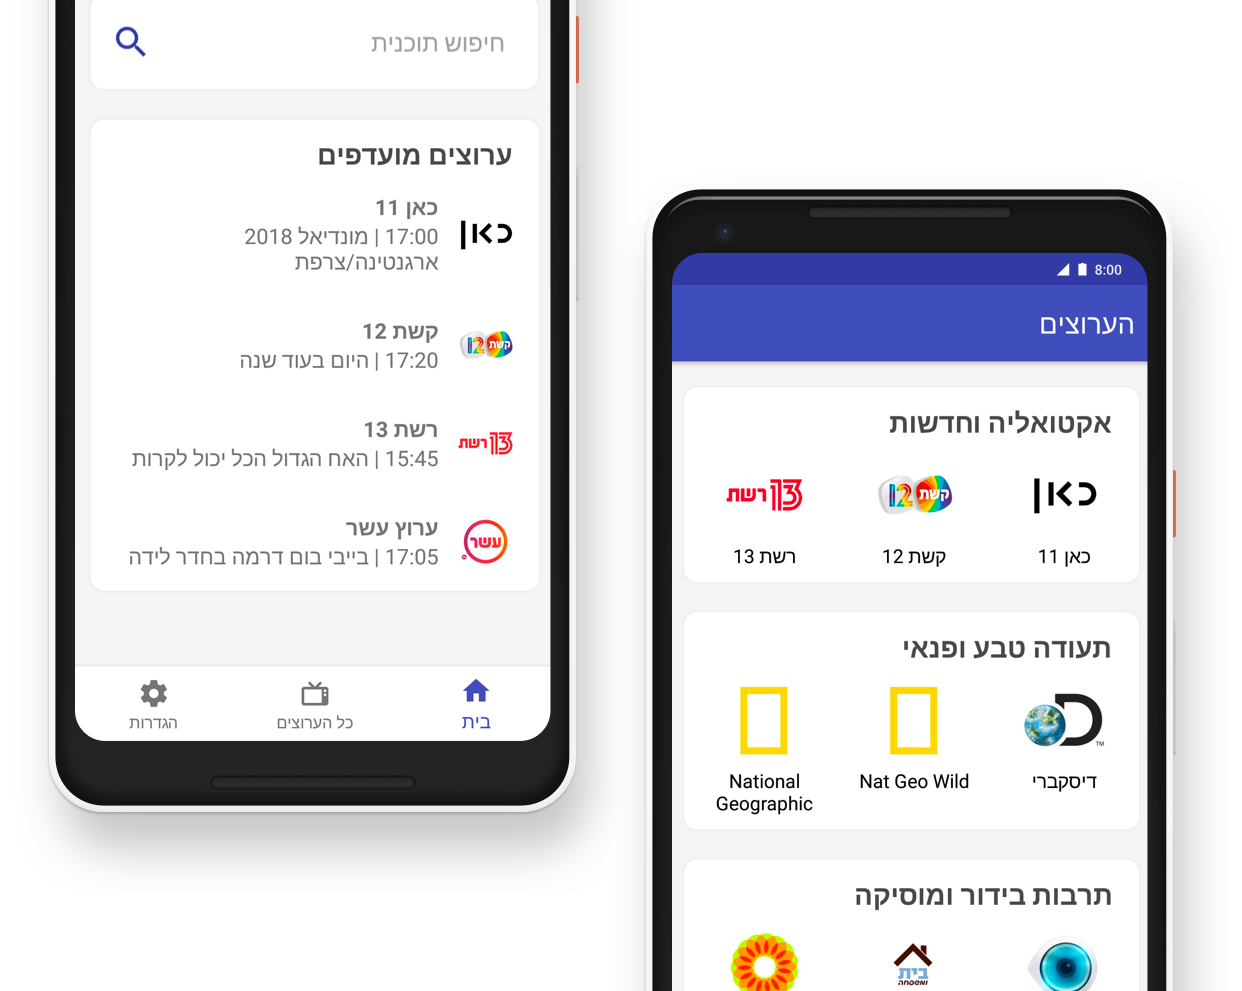 חיפוש תוכנית
ערוצים מועדפים
כאן
כאן 11
17:00 | מונדיאל 2018
ארגנטינה/צרפת
קשת 12
קשת 12
17:20 | היום בעוד שנה
רשת 13
רשת 13
15:45 | האח הגדול הכל יכול לקרות
עשר
ערוץ עשר
17:05 | בייבי בום דרמה בחדר לידה
בית
כל הערוצים
הגדרות
8:00
הערוצים
אקטואליה וחדשות
כאן
קשת 12
רשת 13
כאן 11
קשת 12
רשת 13
תעודה טבע ופנאי
D
TM
דיסקברי
Nat Geo Wild
National
Geographic
תרבות בידור ומוסיקה
בית
ומשפחה